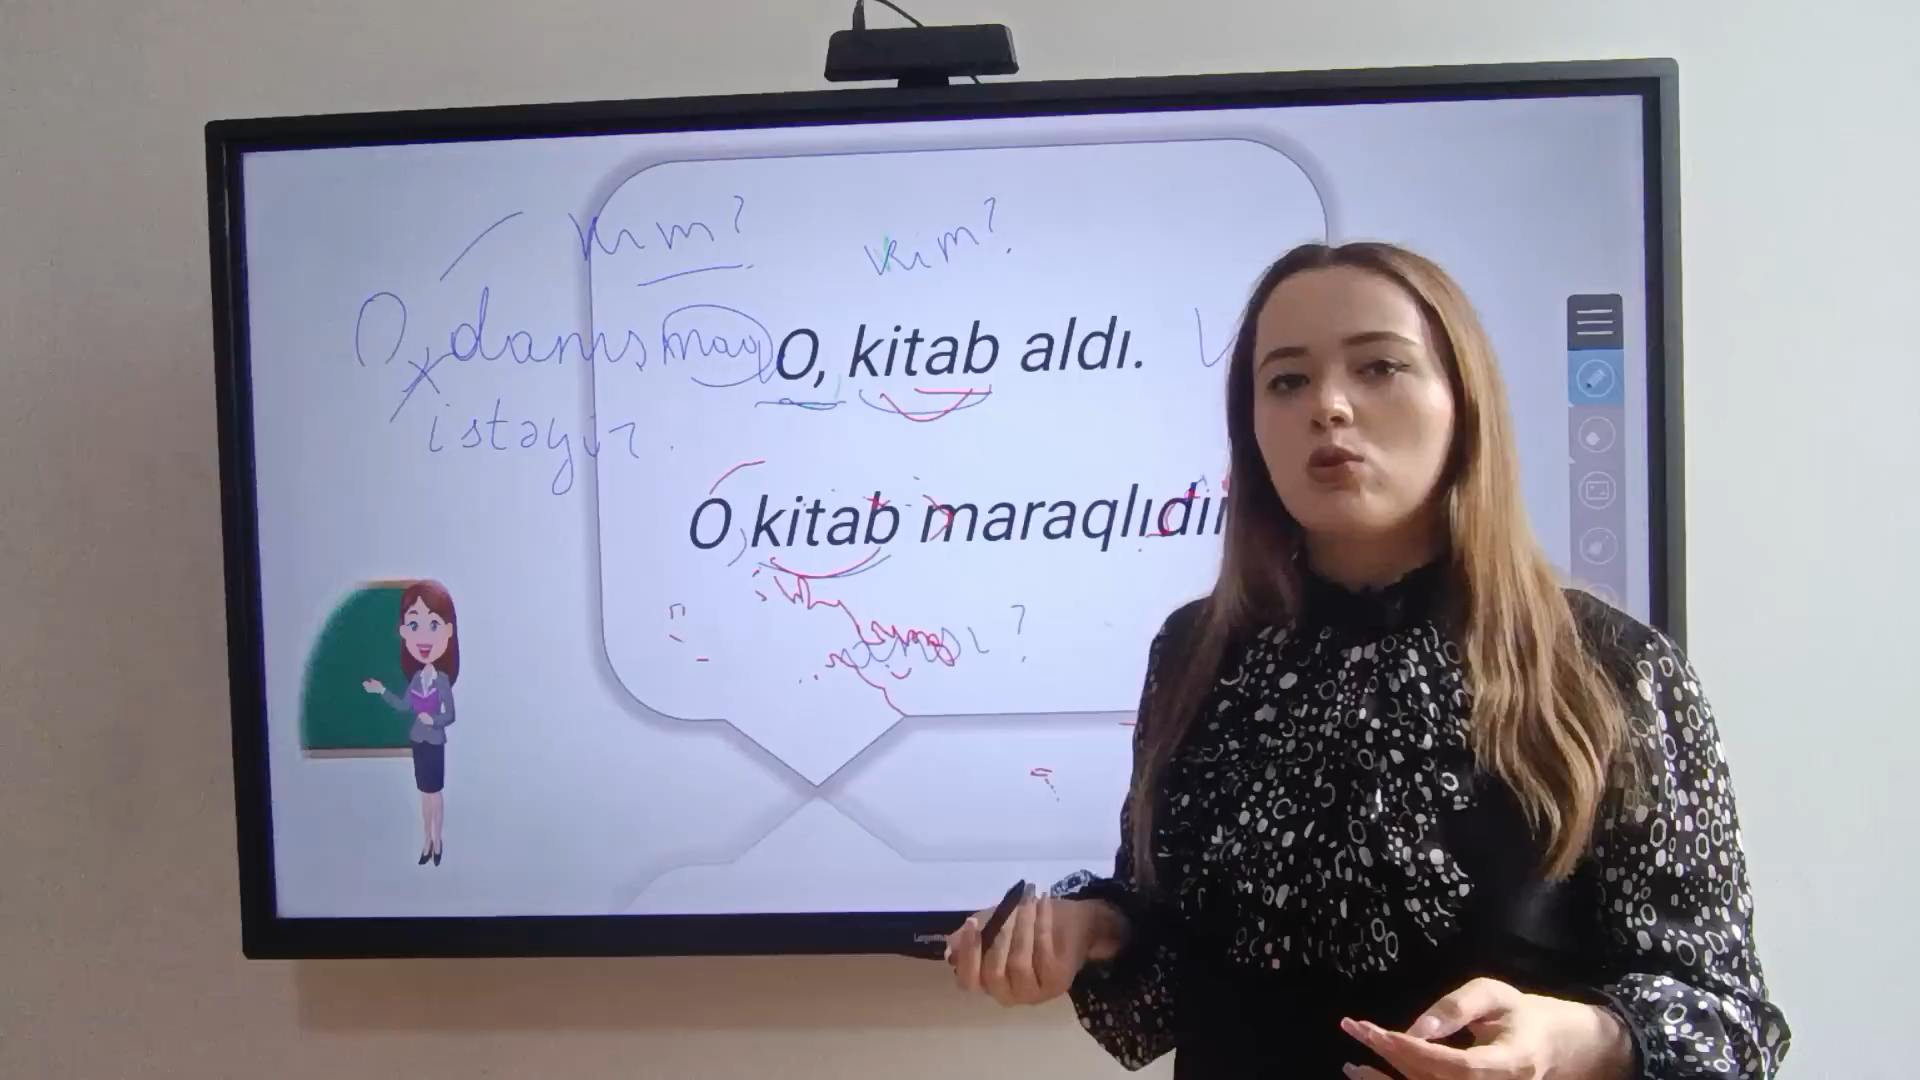 kim?
kim?
O, danışmaq
istəyir.
O, kitab aldı.
O kitab maraqlıdır